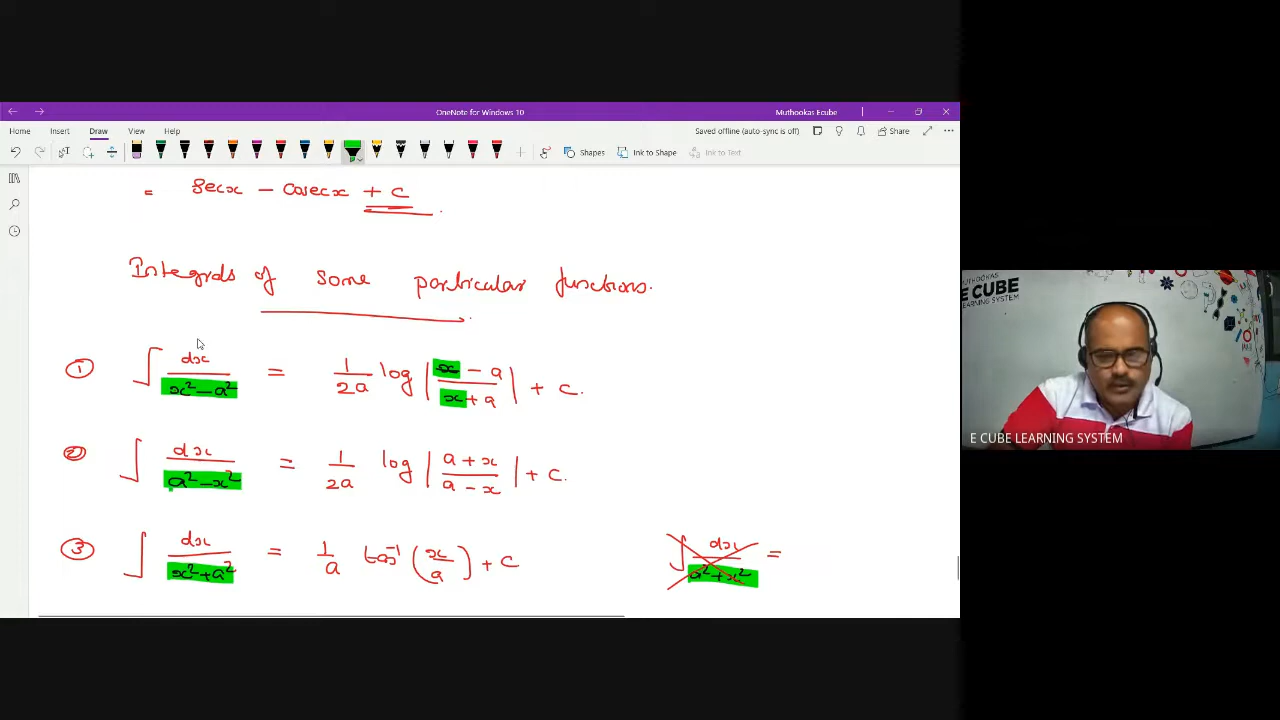 OneNote for Windows 10
Muthookas Ecube
Home Insert Draw View Help
Saved offline (auto-sync is off) Share
Shapes Ink to Shape Ink to Text
= Secx - Cosecx + C
Integrals of some particular functions.
① ∫ dx / x² - a² = 1/2a log | x - a / x + a | + C.
② ∫ dx / a² - x² = 1/2a log | a + x / a - x | + C.
③ ∫ dx / x² + a² = 1/a tan⁻¹ ( x / a ) + C
∫ dx / a² + x² =
MUTHOOKAS
E CUBE
LEARNING SYSTEM
E CUBE LEARNING SYSTEM